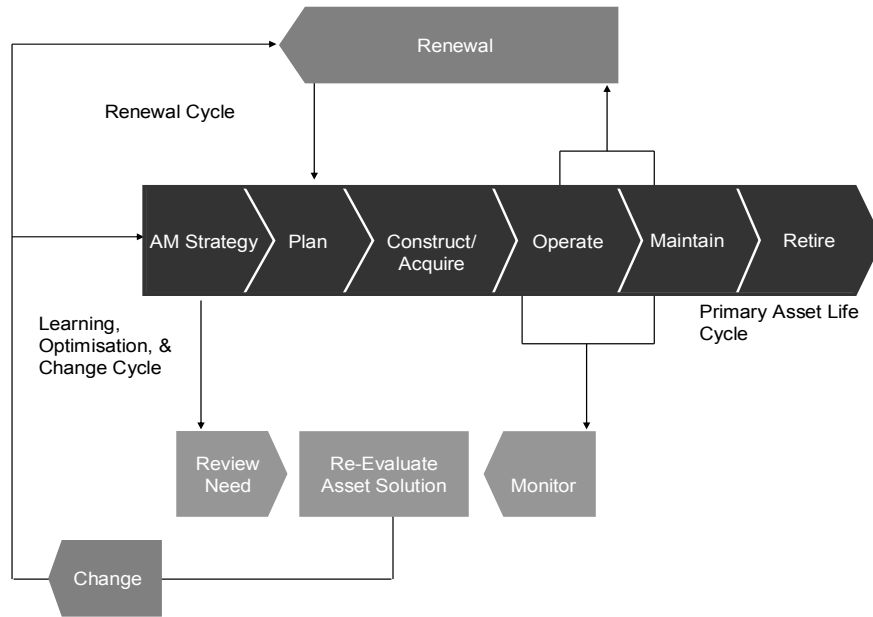 Renewal
Renewal Cycle
AM Strategy
Plan
Construct/
Acquire
Operate
Maintain
Retire
Primary Asset Life
Cycle
Learning,
Optimisation, &
Change Cycle
Review
Need
Re-Evaluate
Asset Solution
Monitor
Change